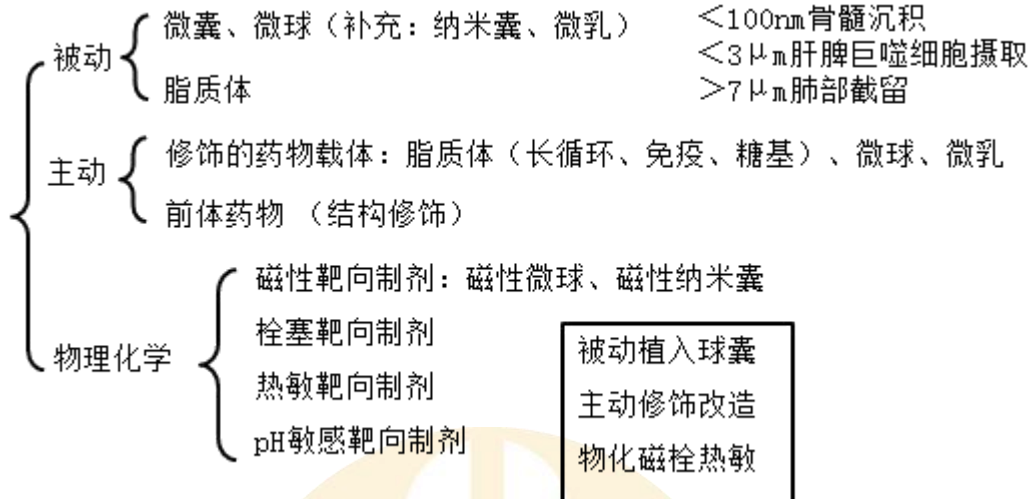 被动
微囊、微球（补充：纳米囊、微乳）
脂质体
<100nm骨髓沉积
<3μm肝脾巨噬细胞摄取
>7μm肺部截留
主动
修饰的药物载体：脂质体（长循环、免疫、糖基）、微球、微乳
前体药物 （结构修饰）
物理化学
磁性靶向制剂：磁性微球、磁性纳米囊
栓塞靶向制剂
热敏靶向制剂
pH敏感靶向制剂
被动植入球囊
主动修饰改造
物化磁栓热敏